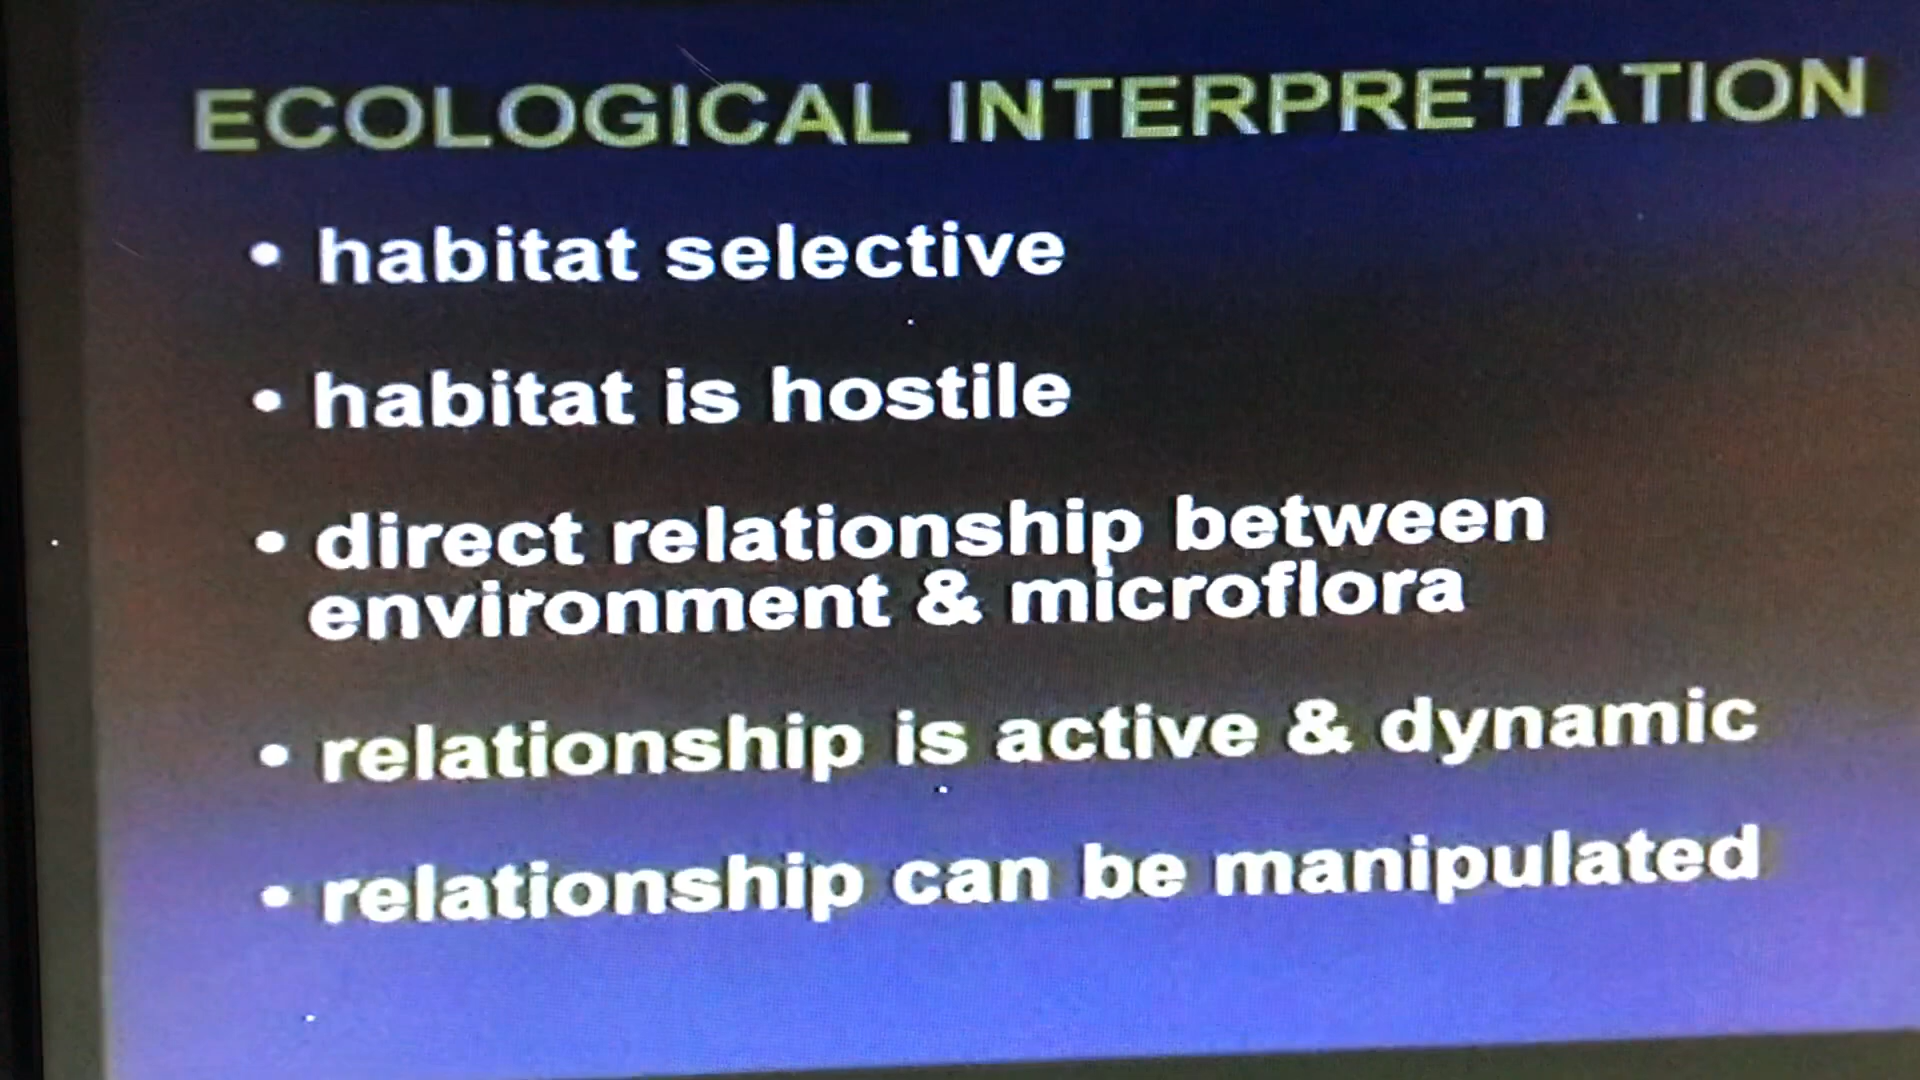 ECOLOGICAL INTERPRETATION
• habitat selective
• habitat is hostile
• direct relationship between
environment & microflora
• relationship is active & dynamic
• relationship can be manipulated